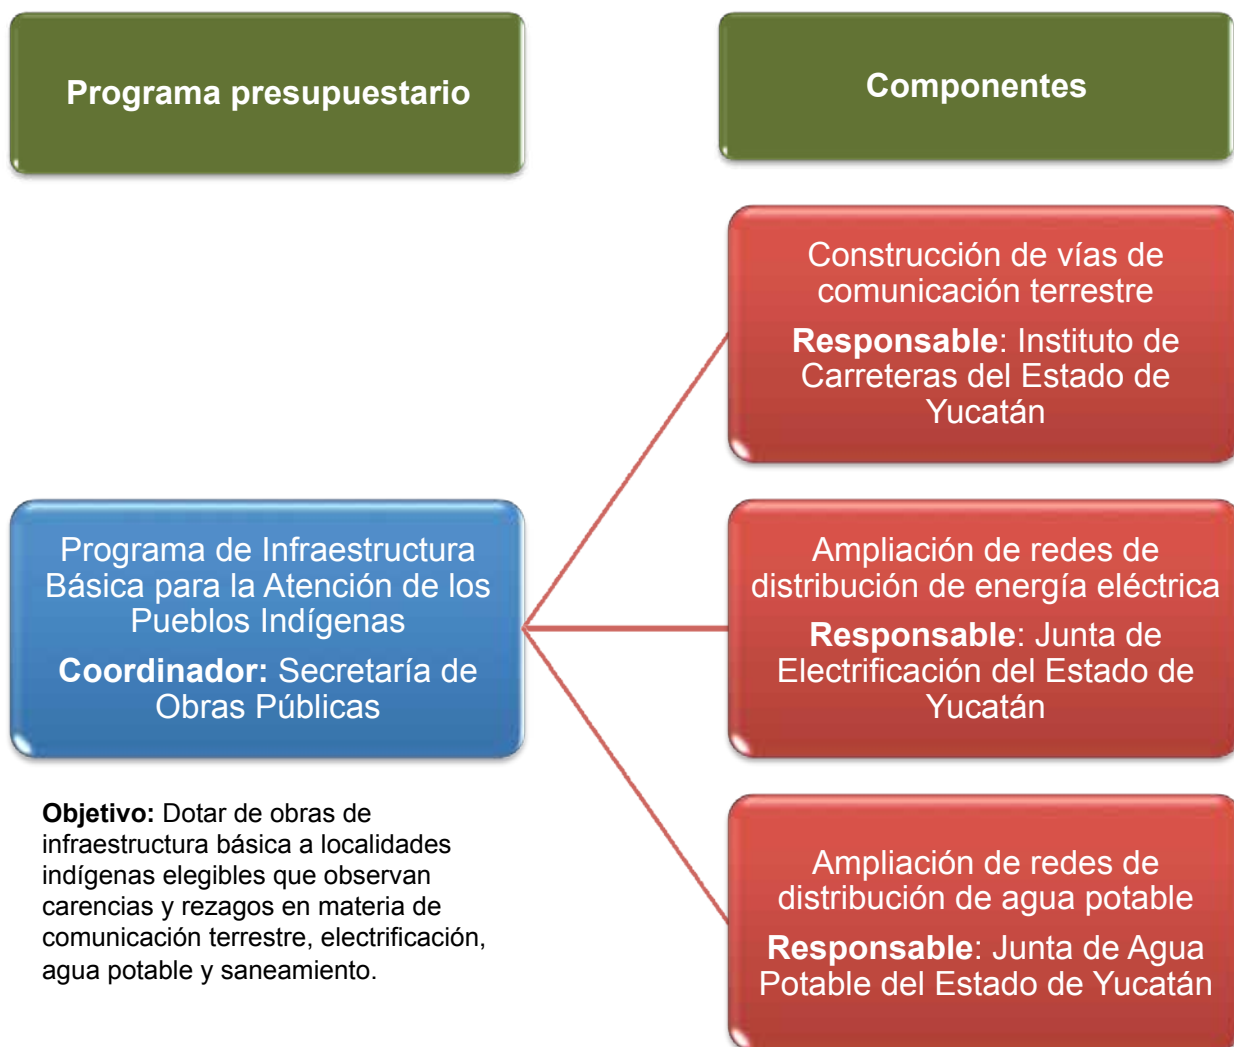 Programa presupuestario
Componentes
Construcción de vías de
comunicación terrestre
Responsable: Instituto de
Carreteras del Estado de
Yucatán
Programa de Infraestructura
Básica para la Atención de los
Pueblos Indígenas
Coordinador: Secretaría de
Obras Públicas
Ampliación de redes de
distribución de energía eléctrica
Responsable: Junta de
Electrificación del Estado de
Yucatán
Objetivo: Dotar de obras de
infraestructura básica a localidades
indígenas elegibles que observan
carencias y rezagos en materia de
comunicación terrestre, electrificación,
agua potable y saneamiento.
Ampliación de redes de
distribución de agua potable
Responsable: Junta de Agua
Potable del Estado de Yucatán